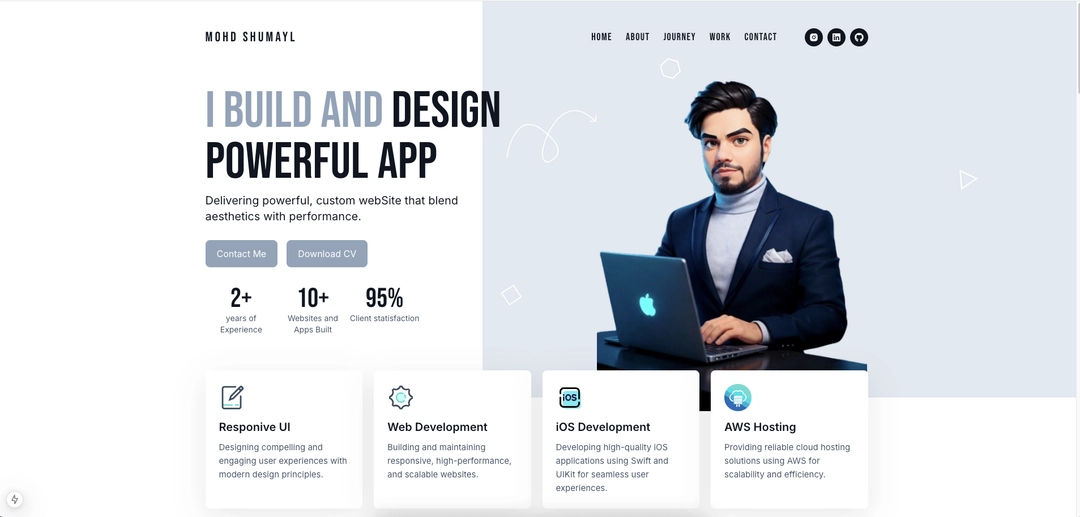 MOHD SHUMAYL
HOME ABOUT JOURNEY WORK CONTACT
I BUILD AND DESIGN
POWERFUL APP
Delivering powerful, custom webSite that blend
aesthetics with performance.
Contact Me
Download CV
2+
years of
Experience
10+
Websites and
Apps Built
95%
Client statisfaction
Responive UI
Designing compelling and
engaging user experiences with
modern design principles.
Web Development
Building and maintaining
responsive, high-performance,
and scalable websites.
iOS
iOS Development
Developing high-quality iOS
applications using Swift and
UIKit for seamless user
experiences.
AWS Hosting
Providing reliable cloud hosting
solutions using AWS for
scalability and efficiency.